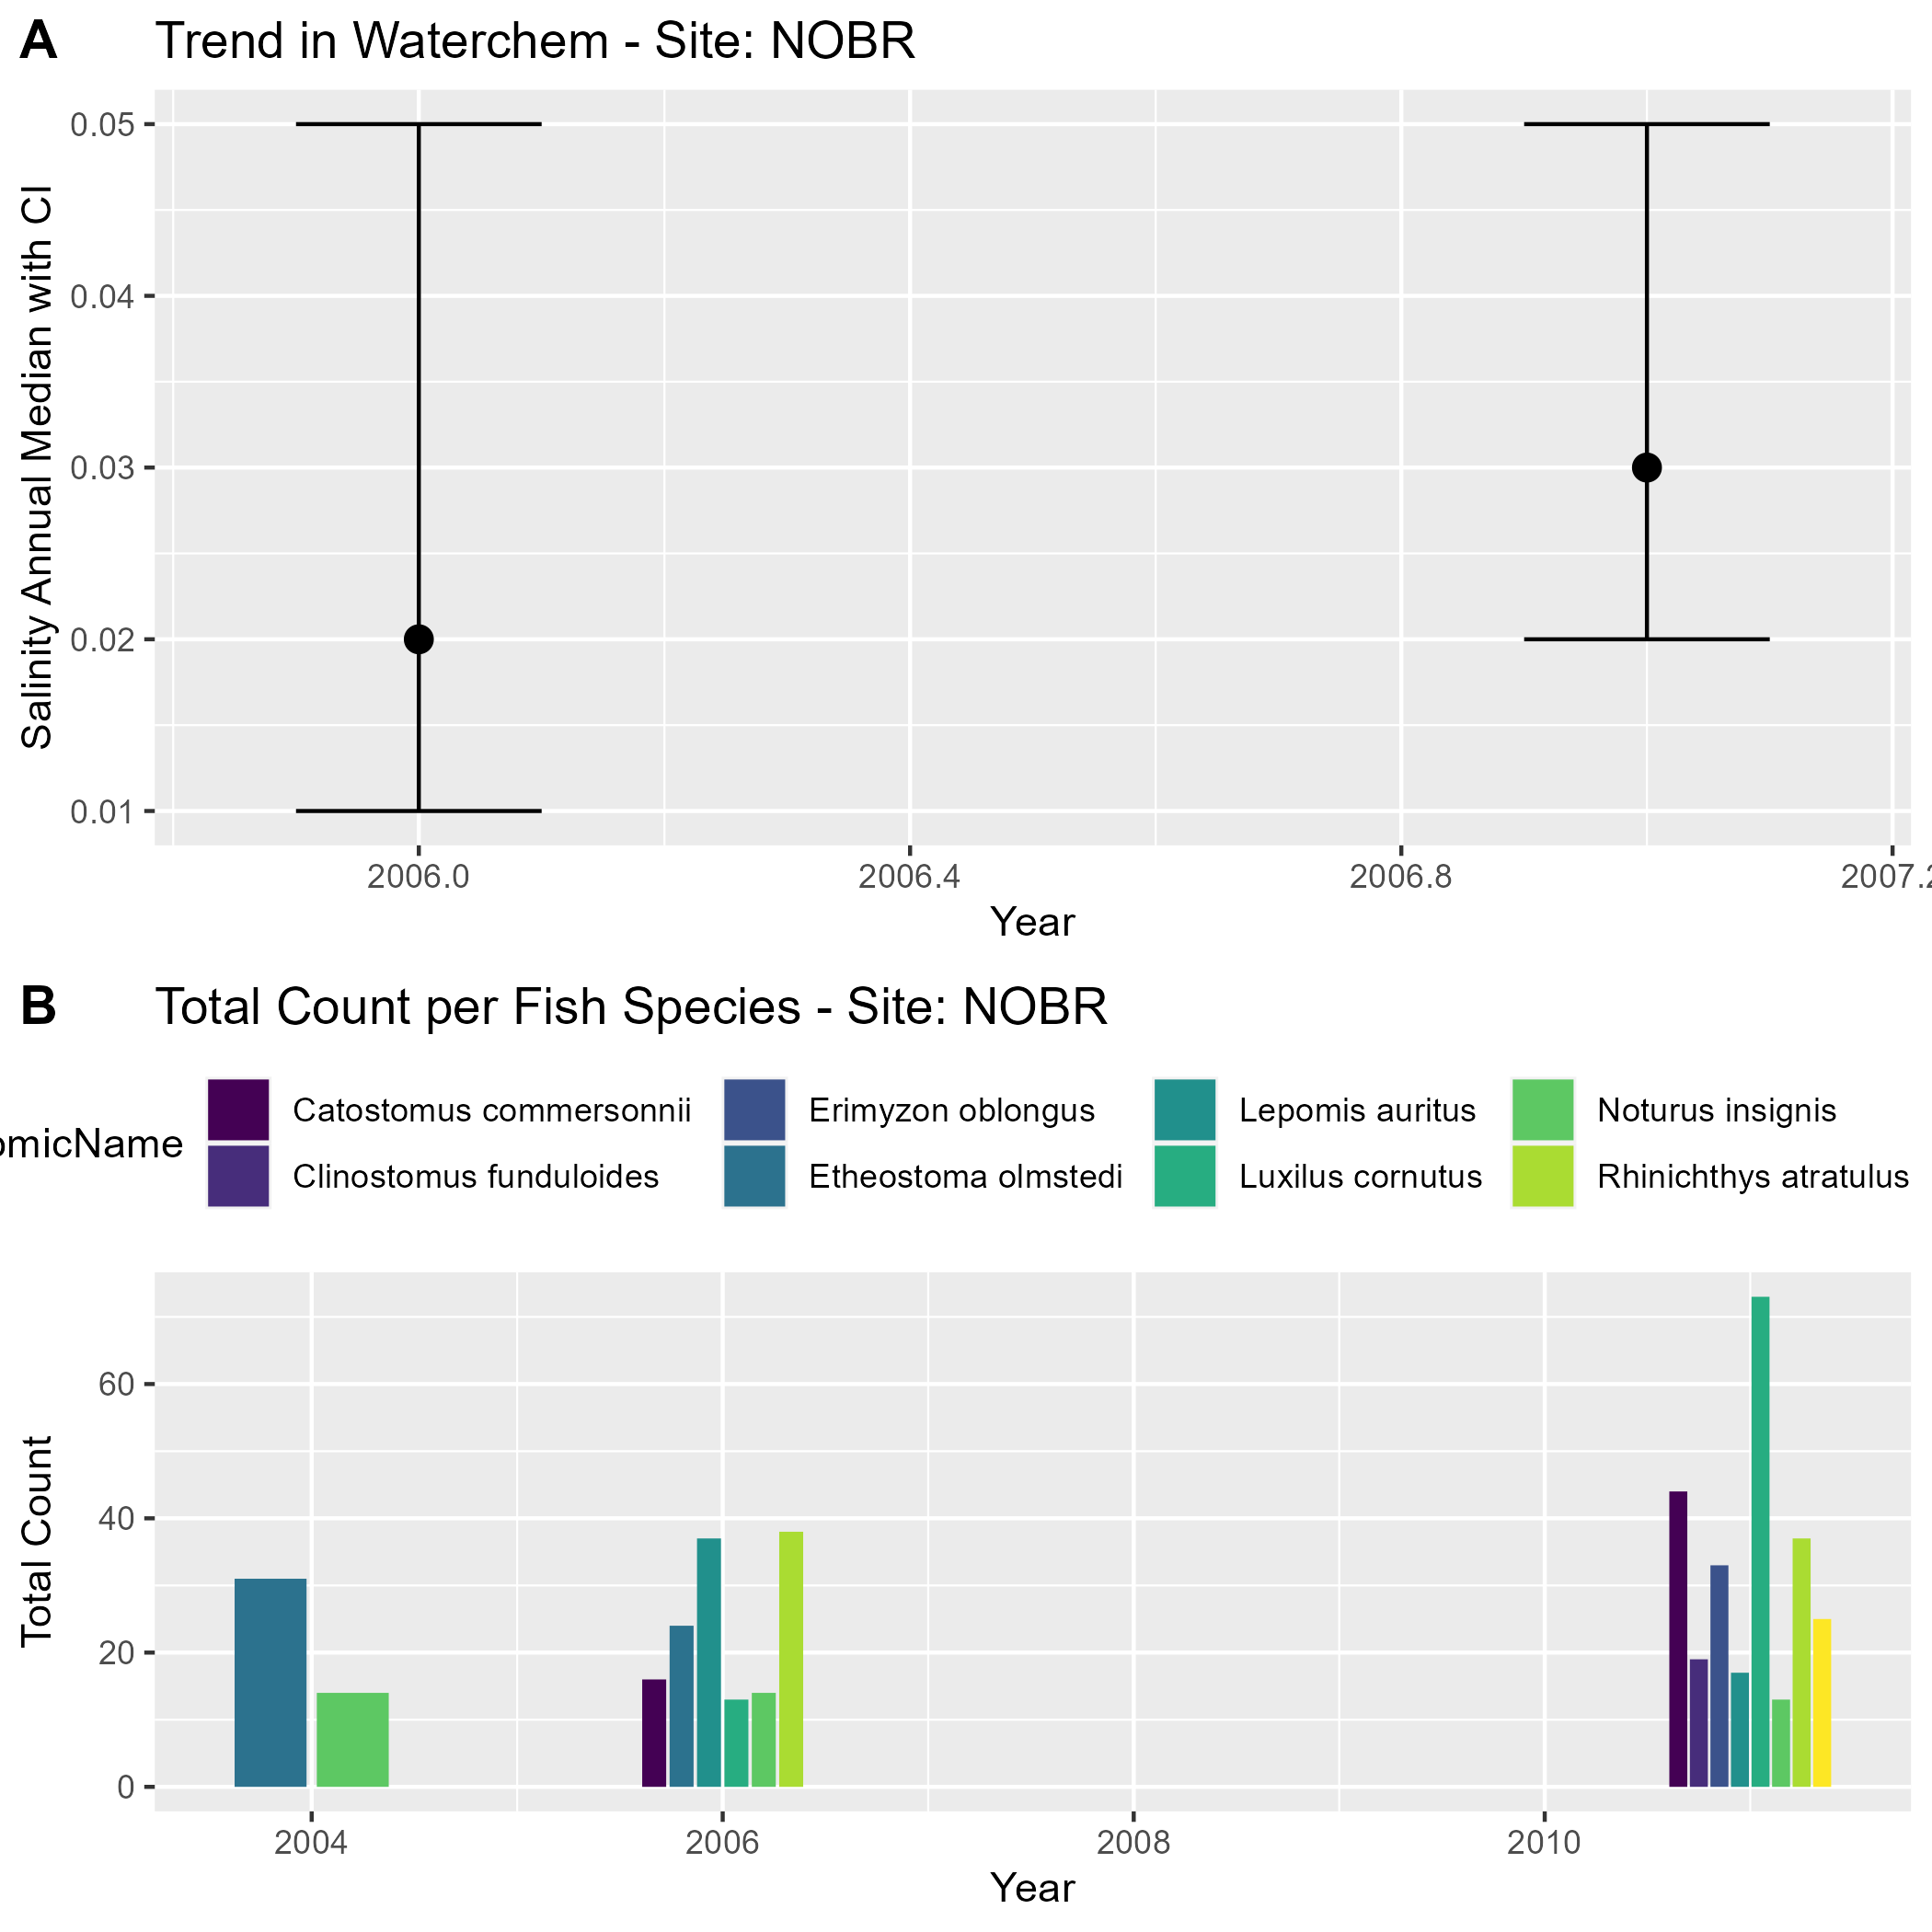 A Trend in Waterchem - Site: NOBR
Salinity Annual Median with CI
0.05
0.04
0.03
0.02
0.01
2006.0 2006.4 2006.8 2007.2
Year
B Total Count per Fish Species - Site: NOBR
omicName
Catostomus commersonnii Erimyzon oblongus Lepomis auritus Noturus insignis
Clinostomus funduloides Etheostoma olmstedi Luxilus cornutus Rhinichthys atratulus
Total Count
60
40
20
0
2004 2006 2008 2010
Year